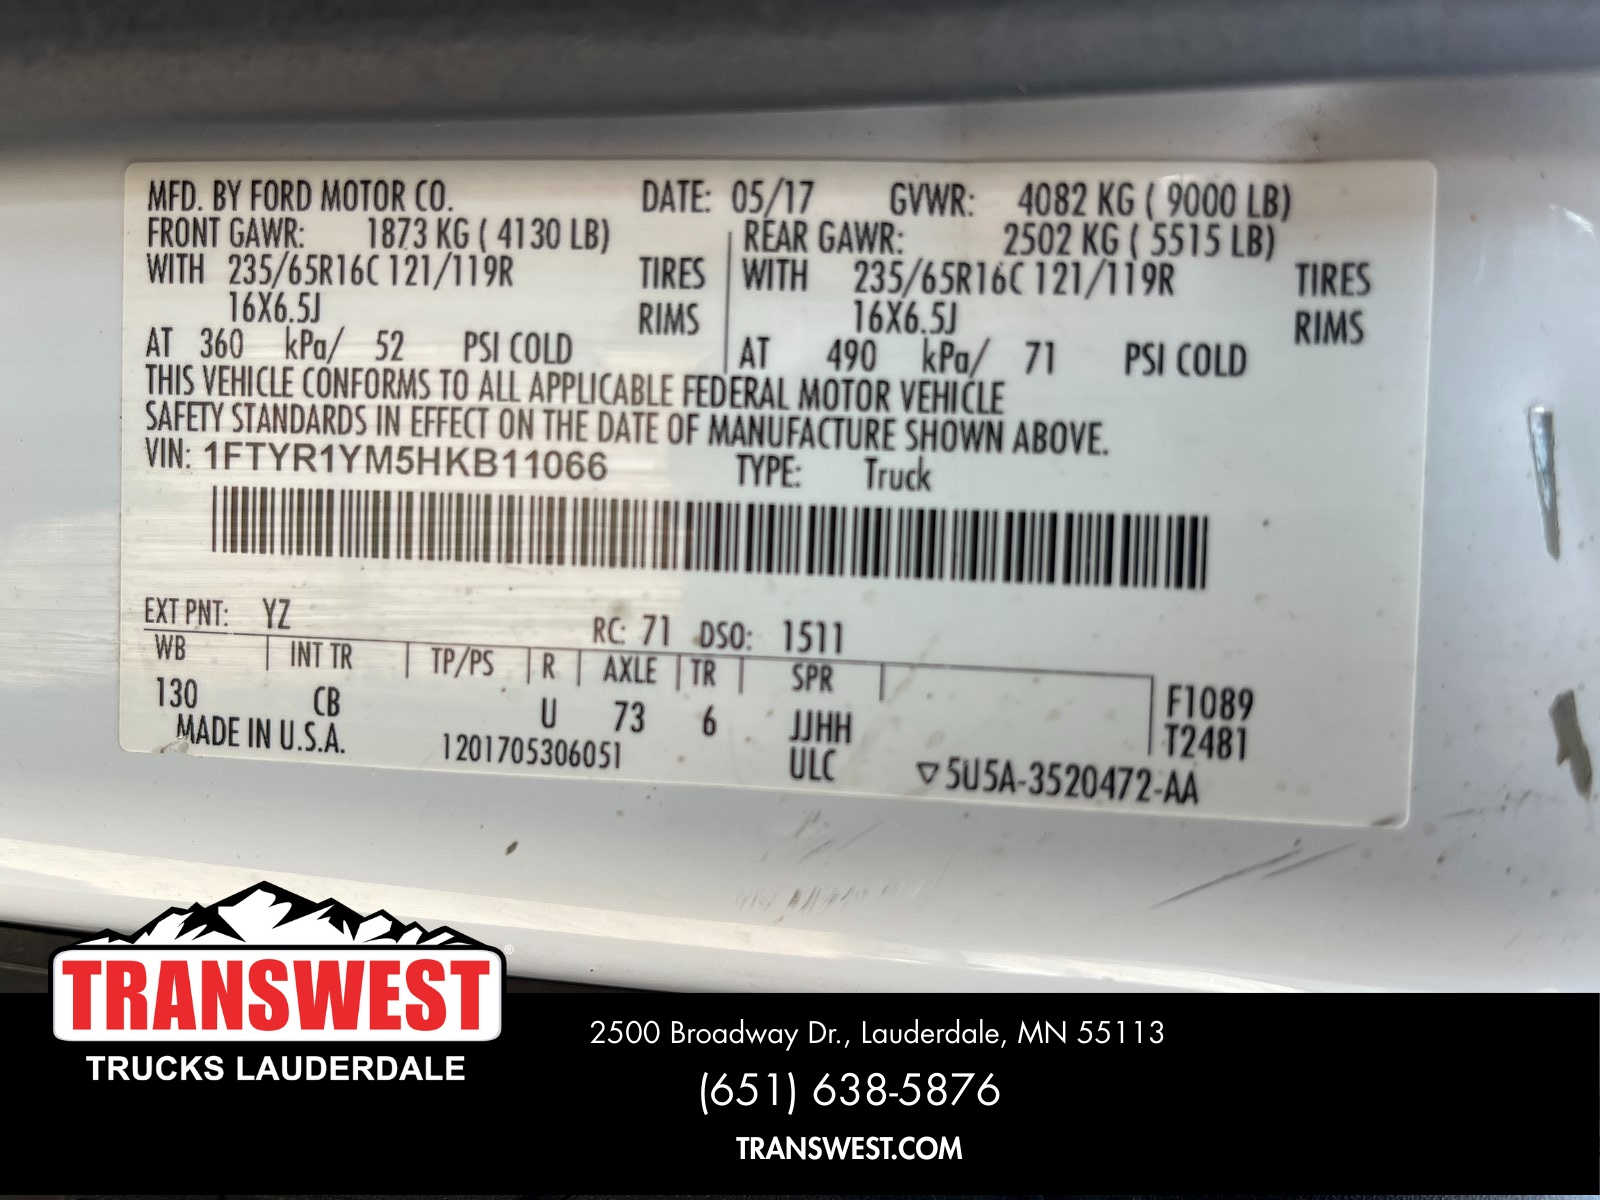 MFD. BY FORD MOTOR CO. DATE: 05/17 GVWR: 4082 KG ( 9000 LB)
FRONT GAWR: 1873 KG ( 4130 LB) REAR GAWR: 2502 KG ( 5515 LB)
WITH 235/65R16C 121/119R TIRES WITH 235/65R16C 121/119R TIRES
16X6.5J RIMS 16X6.5J RIMS
AT 360 kPa/ 52 PSI COLD AT 490 kPa/ 71 PSI COLD
THIS VEHICLE CONFORMS TO ALL APPLICABLE FEDERAL MOTOR VEHICLE
SAFETY STANDARDS IN EFFECT ON THE DATE OF MANUFACTURE SHOWN ABOVE.
VIN: 1FTYR1YM5HKB11066 TYPE: Truck
EXT PNT: YZ RC: 71 DSO: 1511
WB INT TR TP/PS R AXLE TR SPR
130 CB U 73 6 JJHH F1089
MADE IN U.S.A. 1201705306051 ULC T2481
▽5U5A-3520472-AA
TRANSWEST®
TRUCKS LAUDERDALE
2500 Broadway Dr., Lauderdale, MN 55113
(651) 638-5876
TRANSWEST.COM